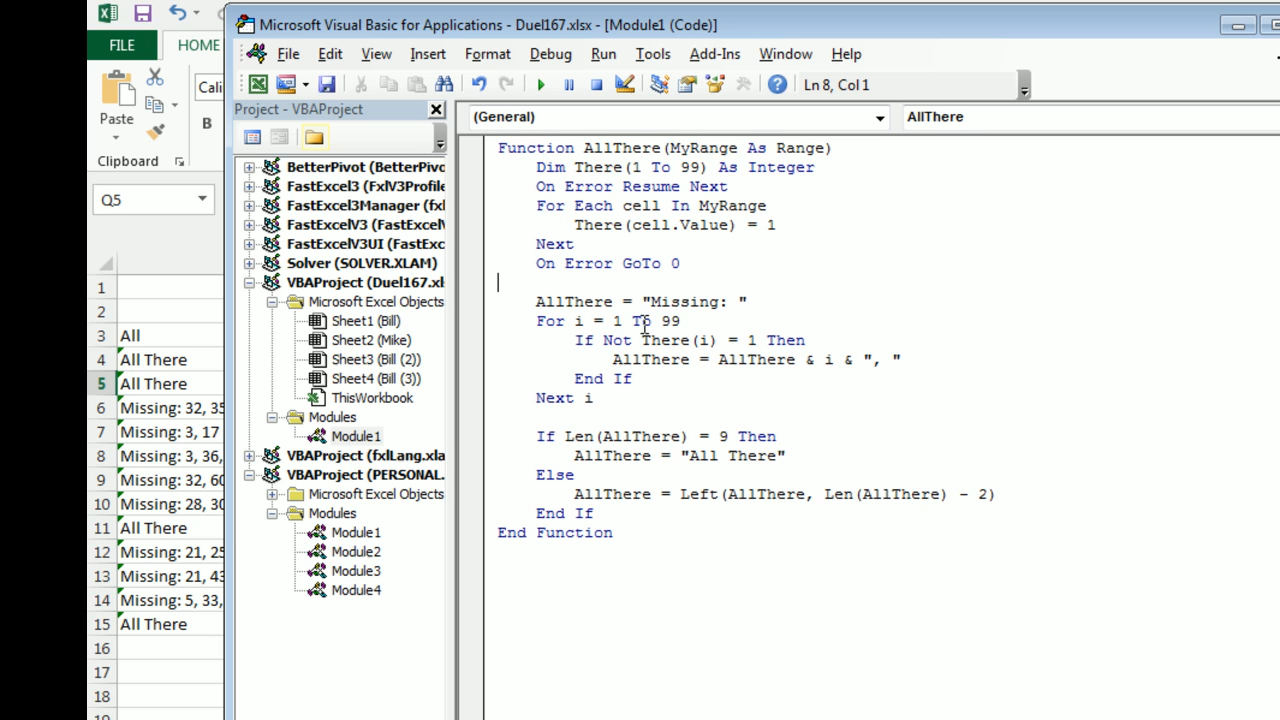 Microsoft Visual Basic for Applications - Duel167.xlsx - [Module1 (Code)]
FILE
HOME
File Edit View Insert Format Debug Run Tools Add-Ins Window Help
Paste
Cali
B
Clipboard
Ln 8, Col 1
Project - VBAProject
(General)
AllThere
Q5
BetterPivot (BetterPivo
FastExcel3 (FxlV3Profile
FastExcel3Manager (fxl
FastExcelV3 (FastExcelV
FastExcelV3UI (FastExc
Solver (SOLVER.XLAM)
VBAProject (Duel167.xl
Microsoft Excel Objects
Sheet1 (Bill)
Sheet2 (Mike)
Sheet3 (Bill (2))
Sheet4 (Bill (3))
ThisWorkbook
Modules
Module1
VBAProject (fxlLang.xla
VBAProject (PERSONAL.
Microsoft Excel Objects
Modules
Module1
Module2
Module3
Module4
Function AllThere(MyRange As Range)
Dim There(1 To 99) As Integer
On Error Resume Next
For Each cell In MyRange
There(cell.Value) = 1
Next
On Error GoTo 0
AllThere = "Missing: "
For i = 1 To 99
If Not There(i) = 1 Then
AllThere = AllThere & i & ", "
End If
Next i
If Len(AllThere) = 9 Then
AllThere = "All There"
Else
AllThere = Left(AllThere, Len(AllThere) - 2)
End If
End Function
1
2
3 All
4 All There
5 All There
6 Missing: 32, 35
7 Missing: 3, 17
8 Missing: 3, 36,
9 Missing: 32, 60
10 Missing: 28, 30
11 All There
12 Missing: 21, 25
13 Missing: 21, 43
14 Missing: 5, 33,
15 All There
16
17
18